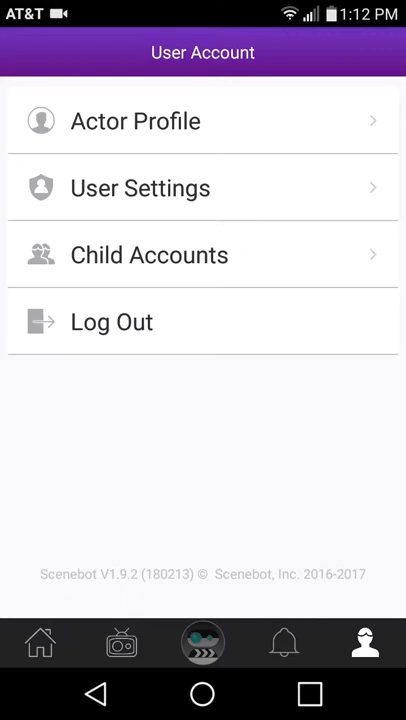 AT&T 1:12 PM
User Account
Actor Profile
User Settings
Child Accounts
Log Out
Scenebot V1.9.2 (180213) © Scenebot, Inc. 2016-2017